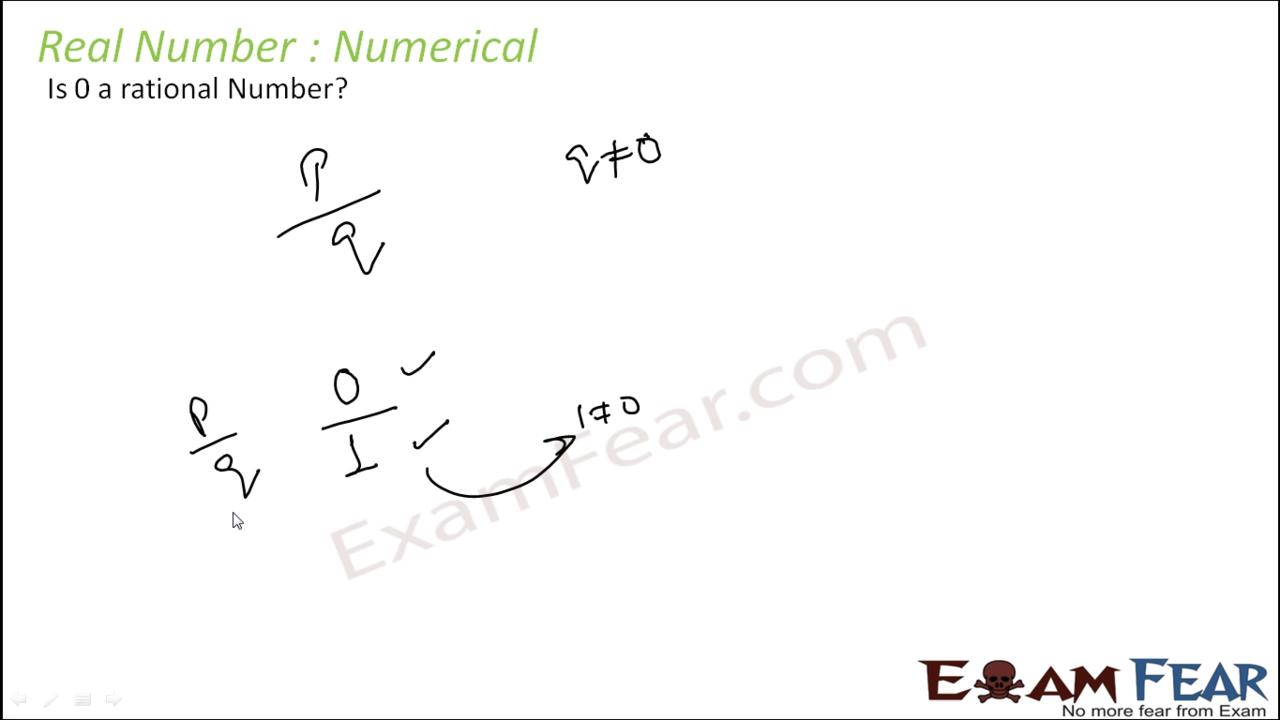 Real Number : Numerical
Is 0 a rational Number?
P/q q≠0
P/q 0/1 1≠0
ExamFear.com
EXAM FEAR
No more fear from Exam